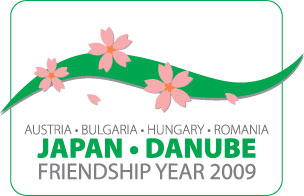 AUSTRIA • BULGARIA • HUNGARY • ROMANIA
JAPAN • DANUBE
FRIENDSHIP YEAR 2009